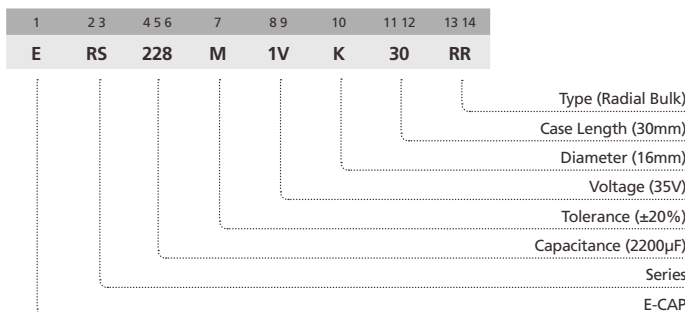 1 2 3 4 5 6 7 8 9 10 11 12 13 14
E RS 228 M 1V K 30 RR
Type (Radial Bulk)
Case Length (30mm)
Diameter (16mm)
Voltage (35V)
Tolerance (±20%)
Capacitance (2200µF)
Series
E-CAP